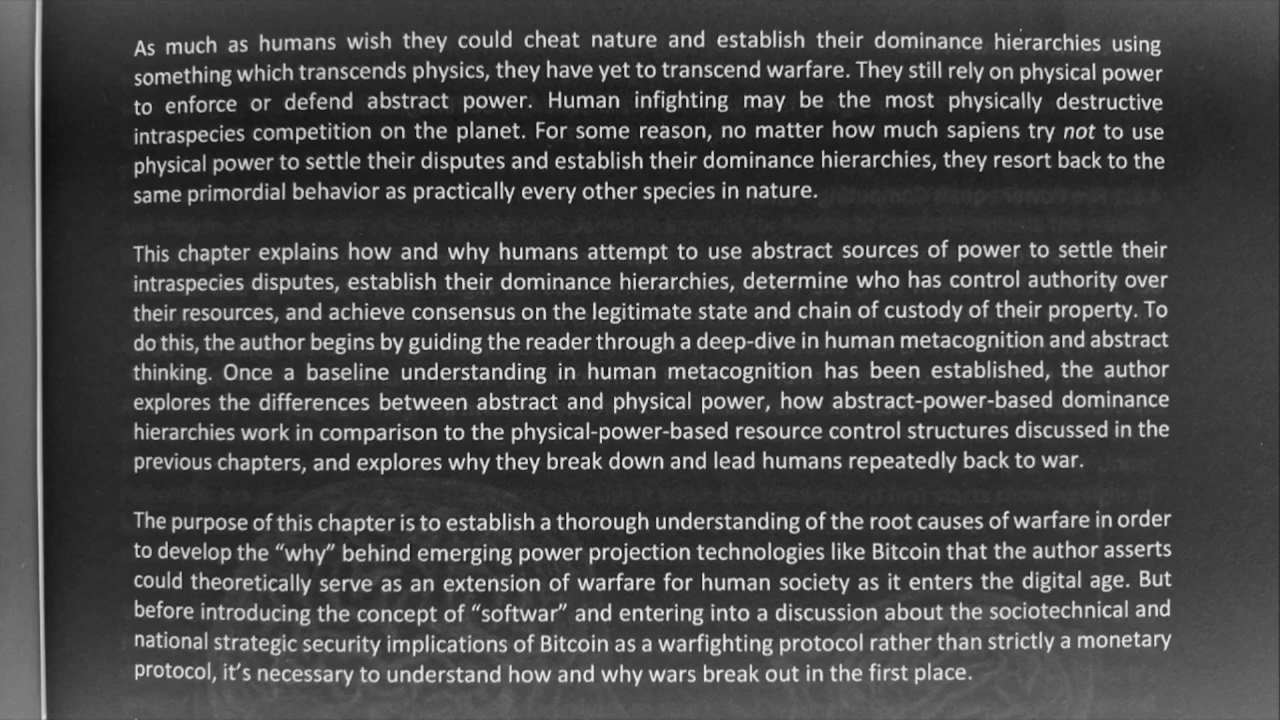 As much as humans wish they could cheat nature and establish their dominance hierarchies using
something which transcends physics, they have yet to transcend warfare. They still rely on physical power
to enforce or defend abstract power. Human infighting may be the most physically destructive
intraspecies competition on the planet. For some reason, no matter how much sapiens try not to use
physical power to settle their disputes and establish their dominance hierarchies, they resort back to the
same primordial behavior as practically every other species in nature.
This chapter explains how and why humans attempt to use abstract sources of power to settle their
intraspecies disputes, establish their dominance hierarchies, determine who has control authority over
their resources, and achieve consensus on the legitimate state and chain of custody of their property. To
do this, the author begins by guiding the reader through a deep-dive in human metacognition and abstract
thinking. Once a baseline understanding in human metacognition has been established, the author
explores the differences between abstract and physical power, how abstract-power-based dominance
hierarchies work in comparison to the physical-power-based resource control structures discussed in the
previous chapters, and explores why they break down and lead humans repeatedly back to war.
The purpose of this chapter is to establish a thorough understanding of the root causes of warfare in order
to develop the “why” behind emerging power projection technologies like Bitcoin that the author asserts
could theoretically serve as an extension of warfare for human society as it enters the digital age. But
before introducing the concept of “softwar” and entering into a discussion about the sociotechnical and
national strategic security implications of Bitcoin as a warfighting protocol rather than strictly a monetary
protocol, it’s necessary to understand how and why wars break out in the first place.